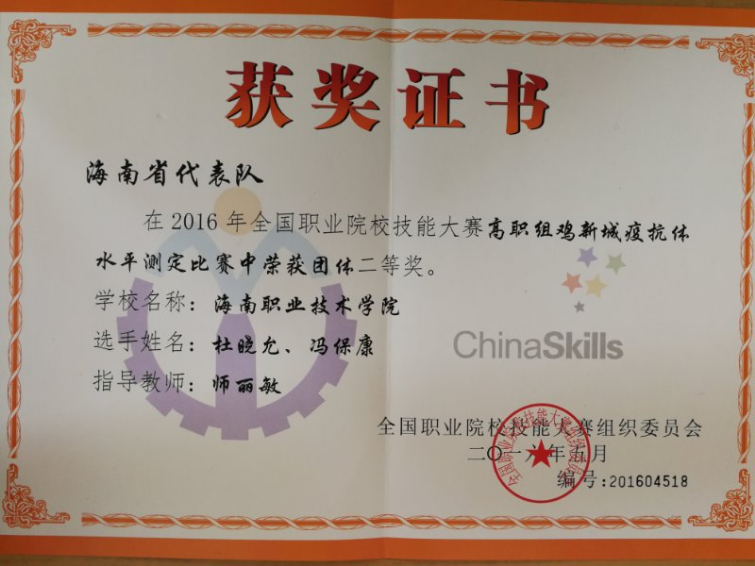 获奖证书
海南省代表队
在2016年全国职业院校技能大赛高职组鸡新城疫抗体
水平测定比赛中荣获团体二等奖。
学校名称：海南职业技术学院
选手姓名：杜晓允、冯保康
指导教师：师丽敏
ChinaSkills
全国职业院校技能大赛组织委员会
二〇一六年五月
编号:201604518